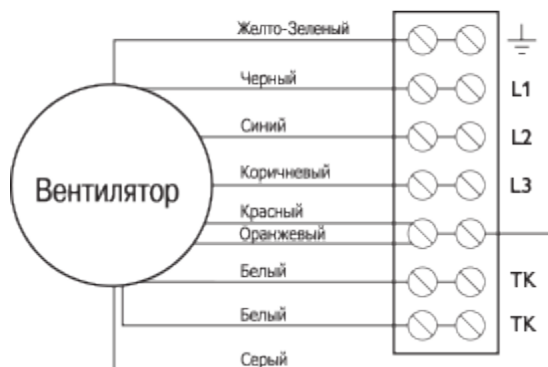 Желто-Зеленый
Черный L1
Синий L2
Коричневый L3
Вентилятор
Красный
Оранжевый
Белый TK
Белый TK
Серый